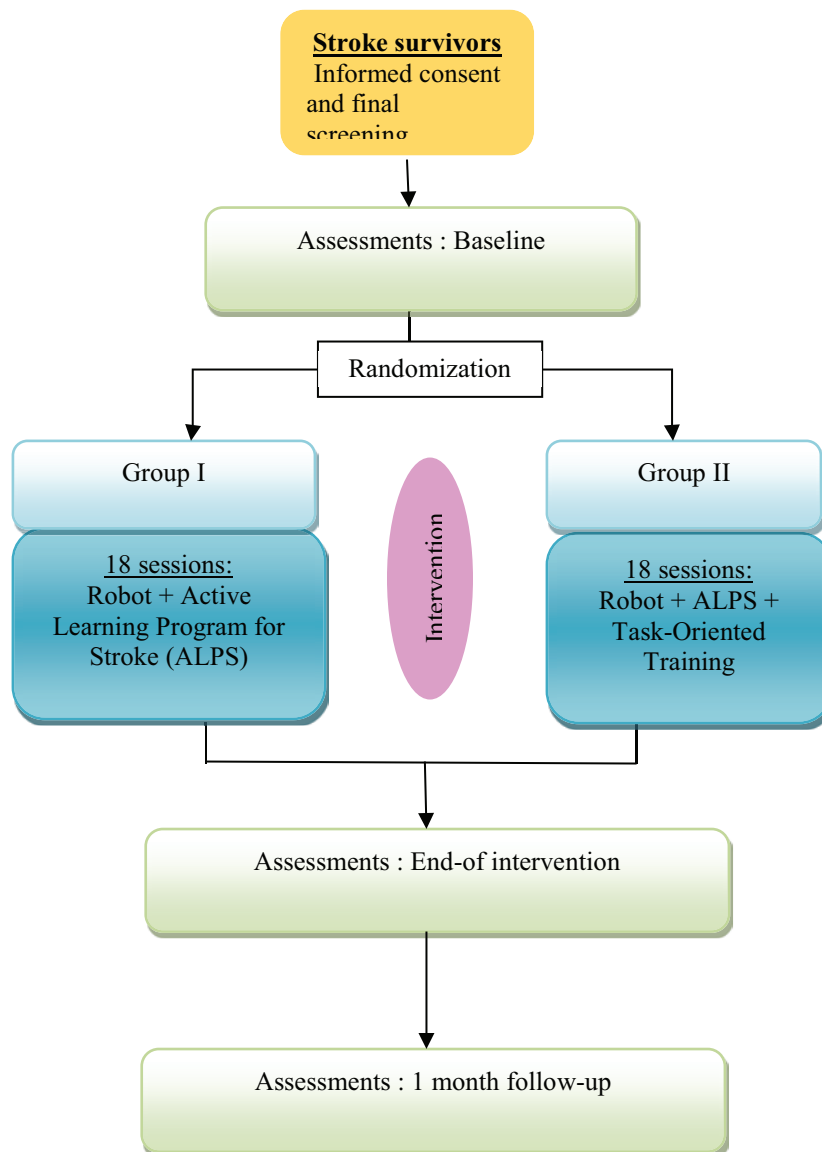 Stroke survivors
Informed consent
and final
screening
Assessments : Baseline
Randomization
Group I
Group II
18 sessions:
Robot + Active
Learning Program for
Stroke (ALPS)
Intervention
18 sessions:
Robot + ALPS +
Task-Oriented
Training
Assessments : End-of intervention
Assessments : 1 month follow-up